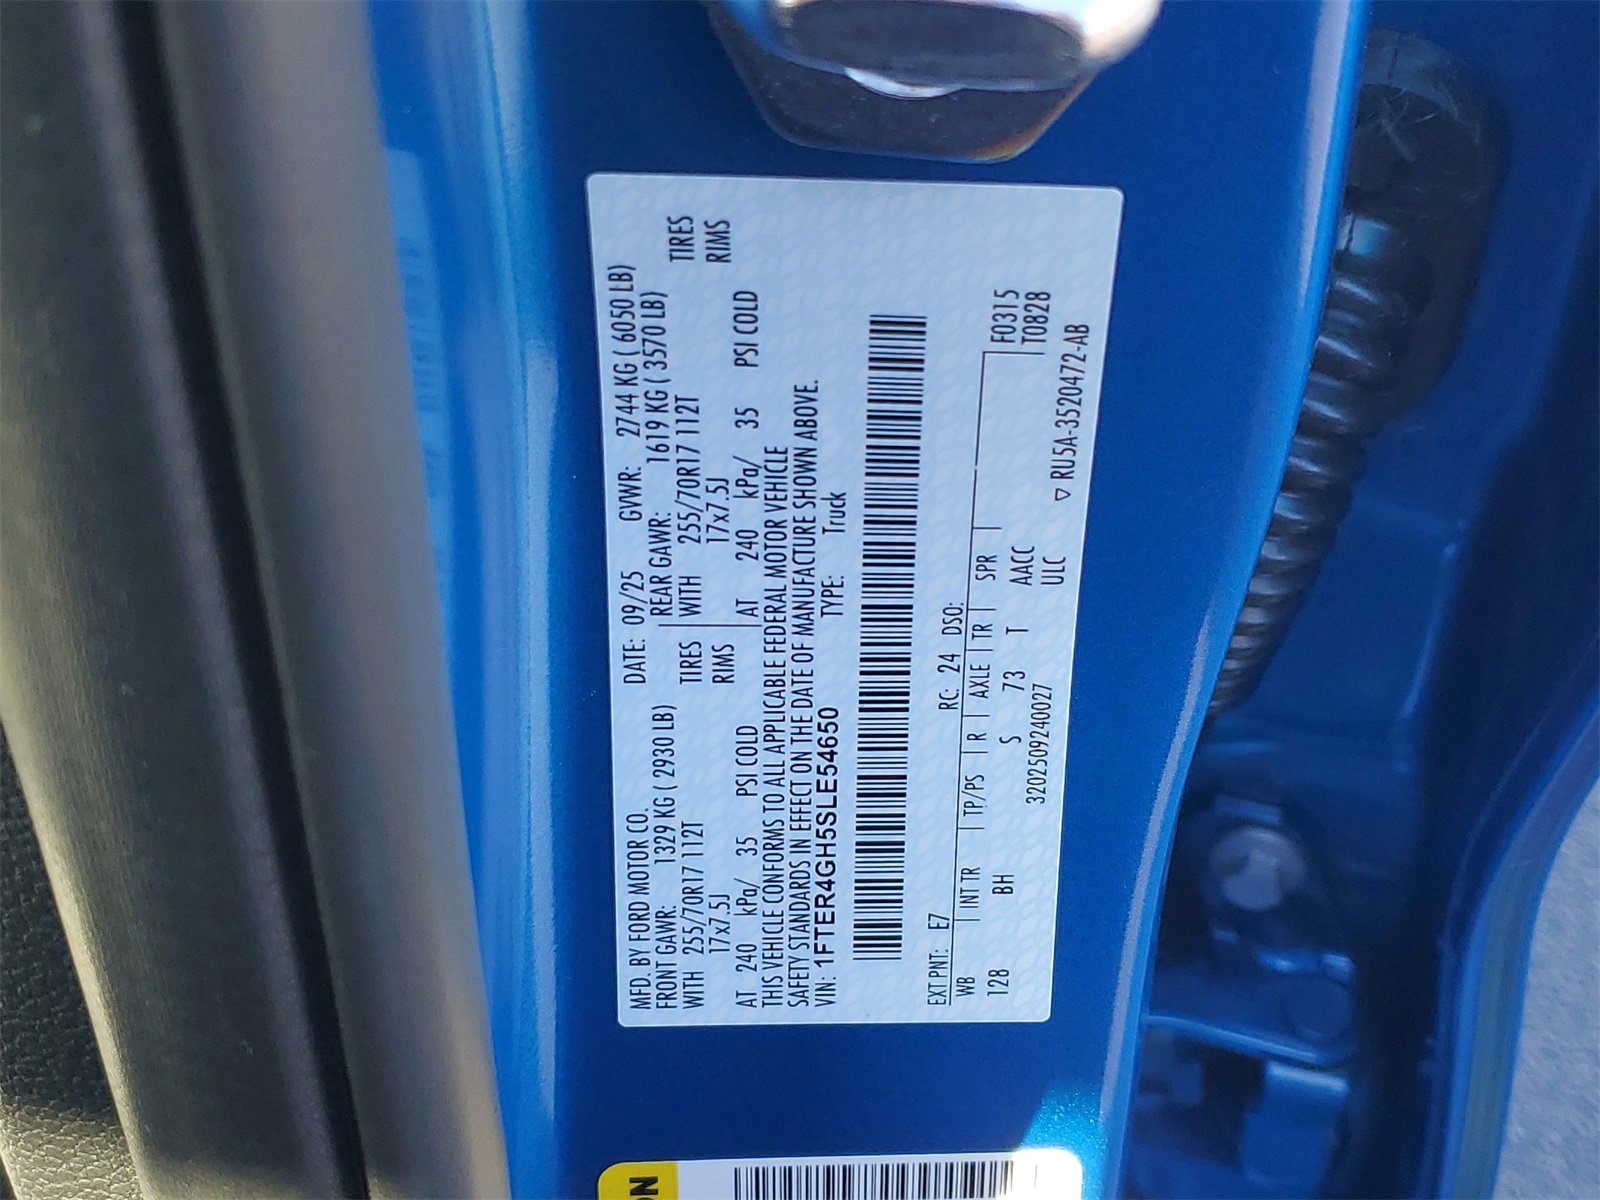 MFD. BY FORD MOTOR CO. DATE: 09/25 GVWR: 2744 KG ( 6050 LB)
FRONT GAWR: 1329 KG ( 2930 LB) REAR GAWR: 1619 KG ( 3570 LB)
WITH 255/70R17 112T TIRES WITH 255/70R17 112T TIRES
17x7.5J RIMS 17x7.5J RIMS
AT 240 kPa/ 35 PSI COLD AT 240 kPa/ 35 PSI COLD
THIS VEHICLE CONFORMS TO ALL APPLICABLE FEDERAL MOTOR VEHICLE
SAFETY STANDARDS IN EFFECT ON THE DATE OF MANUFACTURE SHOWN ABOVE.
VIN: 1FTER4GH5SLE54650 TYPE: Truck
EXT PNT: E7 RC: 24 DSO:
WB INT TR TP/PS R AXLE TR SPR F0315
128 BH S 73 T AACC T0828
320250924007 ULC
▽ RU5A-3520472-AB